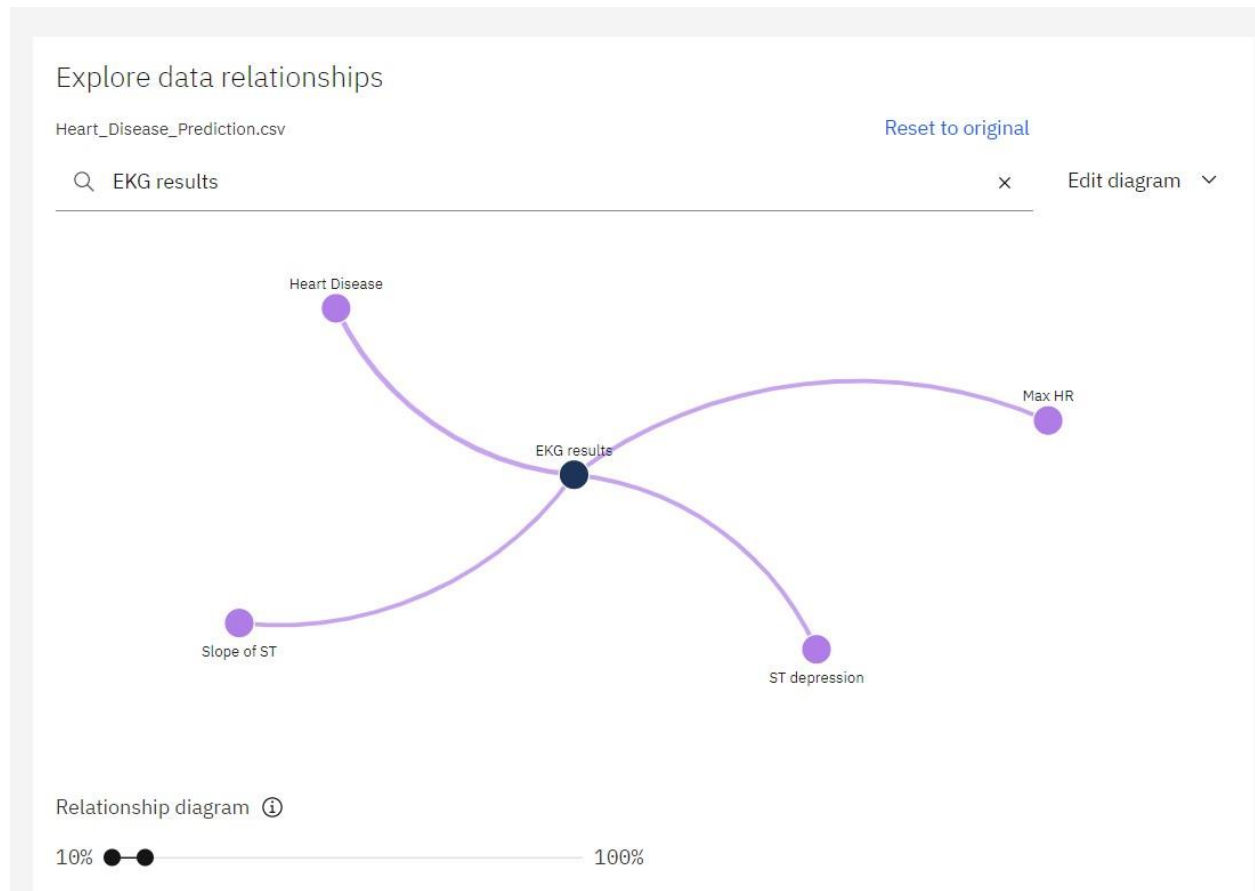 Explore data relationships
Heart_Disease_Prediction.csv
Reset to original
EKG results
Edit diagram
Heart Disease
Max HR
EKG results
Slope of ST
ST depression
Relationship diagram
10%
100%